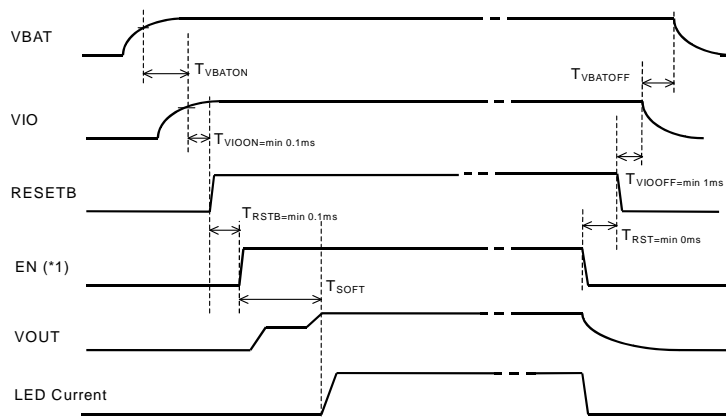 VBAT
TVBATON
TVBATOFF
VIO
TVIOON=min 0.1ms
TVIOOFF=min 1ms
RESETB
TRSTB=min 0.1ms
TRST=min 0ms
EN (*1)
TSOFT
VOUT
LED Current